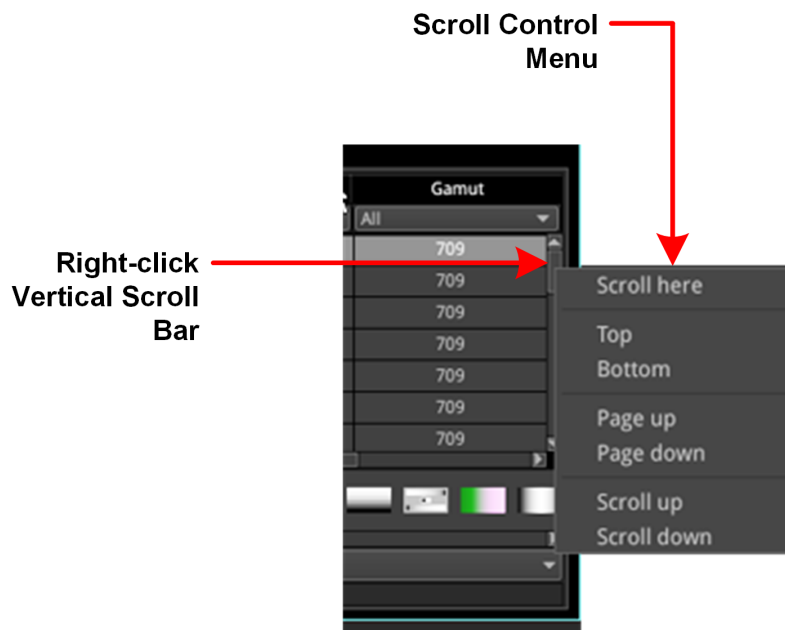 Scroll Control
Menu
Gamut
All
709
709
709
709
709
709
709
Right-click
Vertical Scroll
Bar
Scroll here
Top
Bottom
Page up
Page down
Scroll up
Scroll down